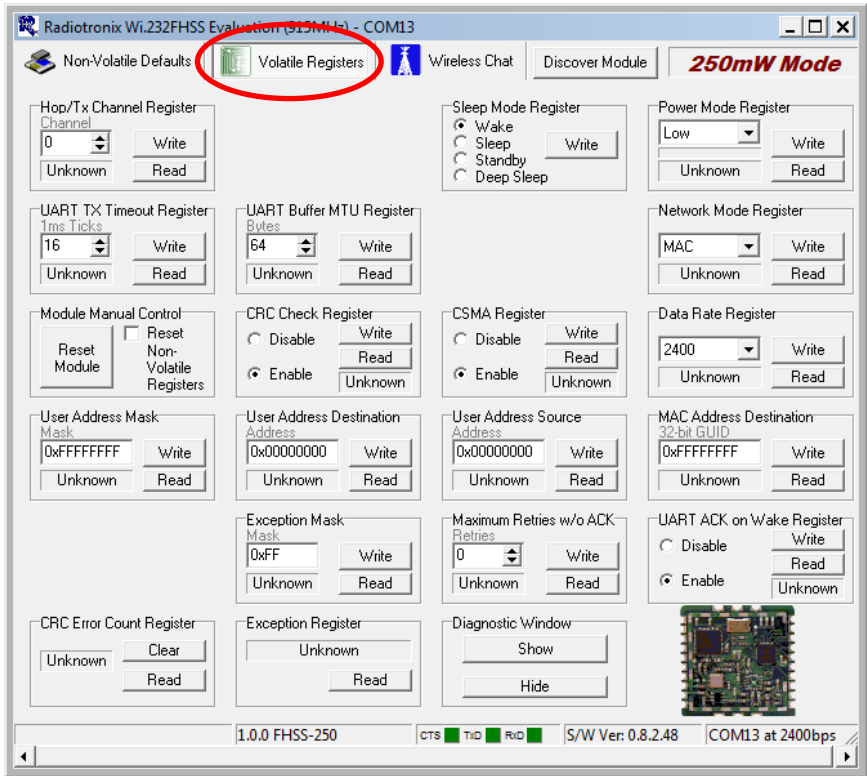 Radiotronix Wi.232FHSS Evaluation (915MHz) - COM13
Non-Volatile Defaults
Volatile Registers
Wireless Chat
Discover Module
250mW Mode
Hop/Tx Channel Register
Channel
0
Write
Unknown
Read
Sleep Mode Register
Wake
Sleep
Standby
Deep Sleep
Write
Power Mode Register
Low
Write
Unknown
Read
UART TX Timeout Register
1ms Ticks
16
Write
Unknown
Read
UART Buffer MTU Register
Bytes
64
Write
Unknown
Read
Network Mode Register
MAC
Write
Unknown
Read
Module Manual Control
Reset
Module
Reset
Non-
Volatile
Registers
CRC Check Register
Disable
Enable
Write
Read
Unknown
CSMA Register
Disable
Enable
Write
Read
Unknown
Data Rate Register
2400
Write
Unknown
Read
User Address Mask
Mask
0xFFFFFFFF
Write
Unknown
Read
User Address Destination
Address
0x00000000
Write
Unknown
Read
User Address Source
Address
0x00000000
Write
Unknown
Read
MAC Address Destination
32-bit GUID
0xFFFFFFFF
Write
Unknown
Read
Exception Mask
Mask
0xFF
Write
Unknown
Read
Maximum Retries w/o ACK
Retries
0
Write
Unknown
Read
UART ACK on Wake Register
Disable
Enable
Write
Read
Unknown
CRC Error Count Register
Unknown
Clear
Read
Exception Register
Unknown
Read
Diagnostic Window
Show
Hide
1.0.0 FHSS-250
CTS TxD RxD
S/W Ver: 0.8.2.48
COM13 at 2400bps